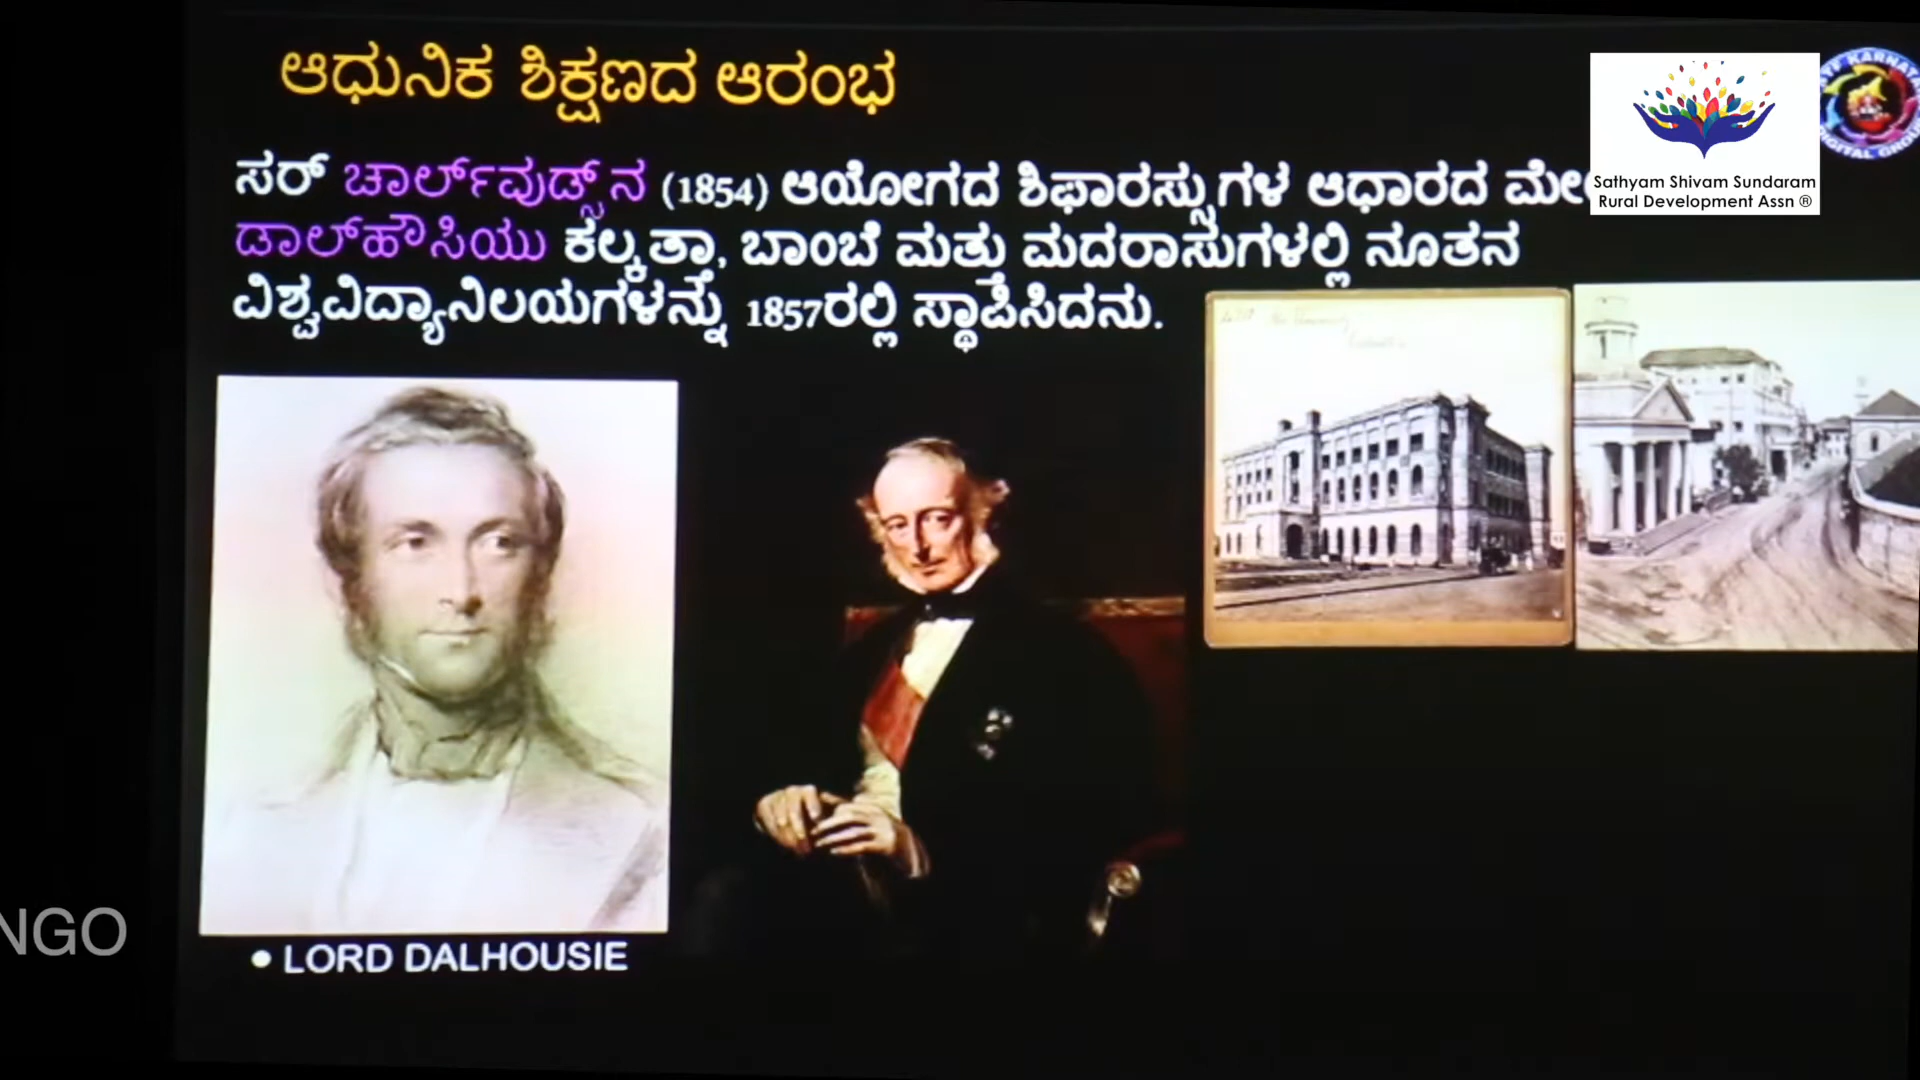 ಆಧುನಿಕ ಶಿಕ್ಷಣದ ಆರಂಭ
ಸರ್ ಚಾರ್ಲ್‌ವುಡ್ಸ್‌ನ (1854) ಆಯೋಗದ ಶಿಫಾರಸ್ಸುಗಳ ಆಧಾರದ
ಡಾಲ್‌ಹೌಸಿಯು ಕಲ್ಕತ್ತಾ, ಬಾಂಬೆ ಮತ್ತು ಮದರಾಸುಗಳಲ್ಲಿ ನೂತನ
ವಿಶ್ವವಿದ್ಯಾನಿಲಯಗಳನ್ನು 1857ರಲ್ಲಿ ಸ್ಥಾಪಿಸಿದನು.
• LORD DALHOUSIE
Sathyam Shivam Sundaram
Rural Development Assn ®
NGO